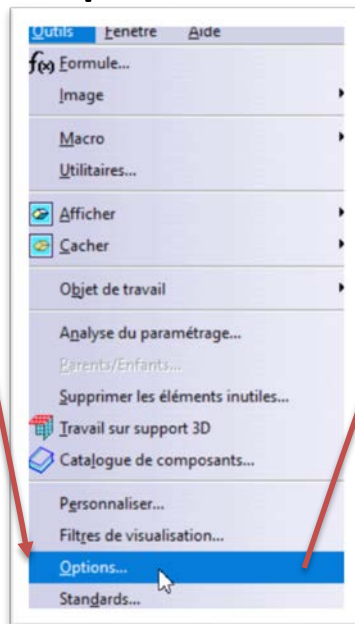 Outils Fenêtre Aide
f(x) Formule...
Image
Macro
Utilitaires...
Afficher
Cacher
Objet de travail
Analyse du paramétrage...
Parents/Enfants...
Supprimer les éléments inutiles...
Travail sur support 3D
Catalogue de composants...
Personnaliser...
Filtres de visualisation...
Options...
Standards...